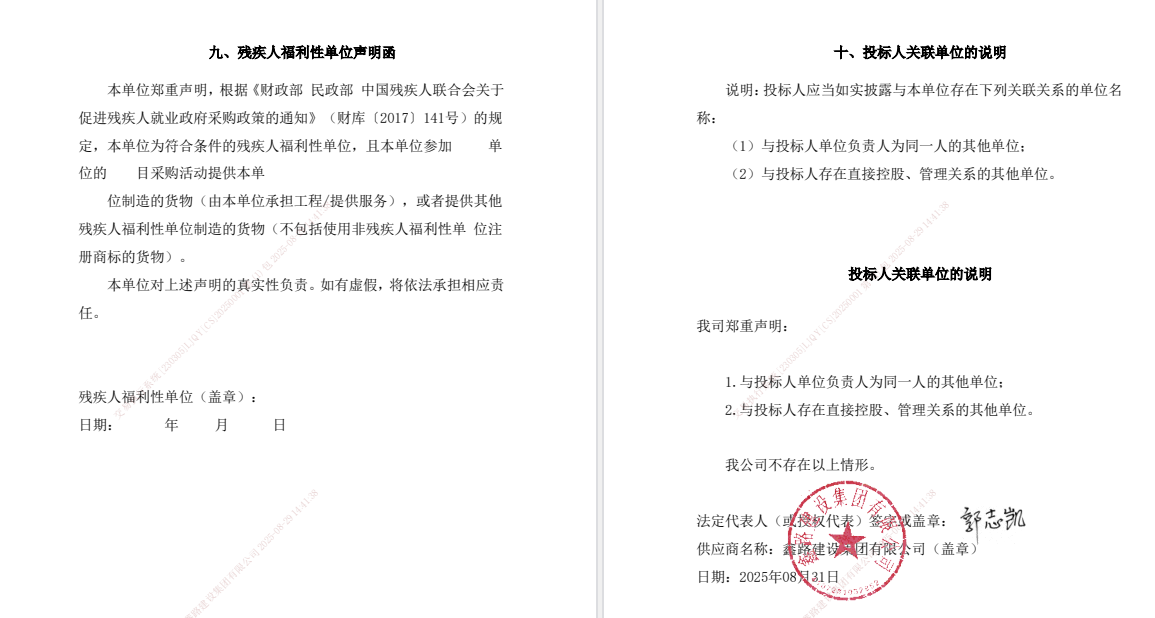 九、残疾人福利性单位声明函
本单位郑重声明，根据《财政部 民政部 中国残疾人联合会关于
促进残疾人就业政府采购政策的通知》（财库〔2017〕141号）的规
定，本单位为符合条件的残疾人福利性单位，且本单位参加 单
位的 目采购活动提供本单
位制造的货物（由本单位承担工程/提供服务），或者提供其他
残疾人福利性单位制造的货物（不包括使用非残疾人福利性单 位注
册商标的货物）。
本单位对上述声明的真实性负责。如有虚假，将依法承担相应责
任。
残疾人福利性单位（盖章）：
日期： 年 月 日
十、投标人关联单位的说明
说明：投标人应当如实披露与本单位存在下列关联关系的单位名
称：
（1）与投标人单位负责人为同一人的其他单位；
（2）与投标人存在直接控股、管理关系的其他单位。
投标人关联单位的说明
我司郑重声明：
1.与投标人单位负责人为同一人的其他单位；
2.与投标人存在直接控股、管理关系的其他单位。
我公司不存在以上情形。
法定代表人（或授权代表）签字或盖章： 郭志凯
供应商名称：鑫路建设集团有限公司（盖章）
日期：2025年08月31日
鑫路建设集团有限公司